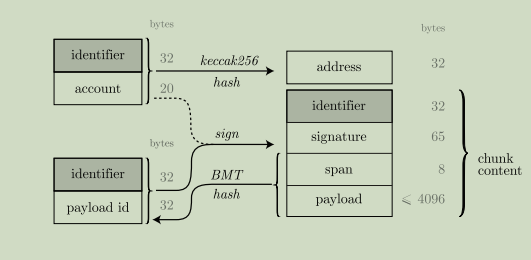 bytes
bytes
identifier
32
keccak256
address
32
account
20
hash
identifier
32
sign
signature
65
bytes
chunk
content
identifier
32
BMT
span
8
payload id
32
hash
payload
⩽ 4096